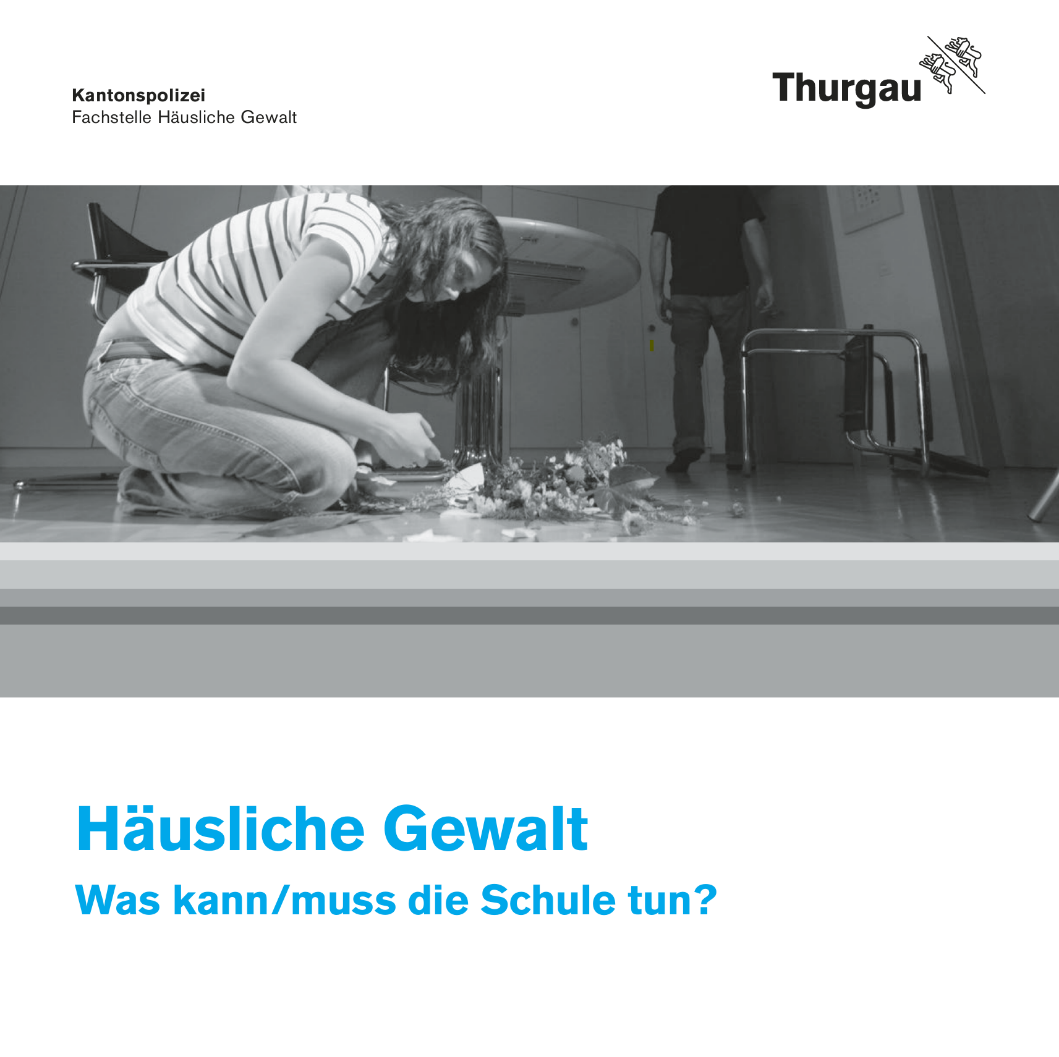 Kantonspolizei
Fachstelle Häusliche Gewalt
Thurgau
Häusliche Gewalt
Was kann/muss die Schule tun?